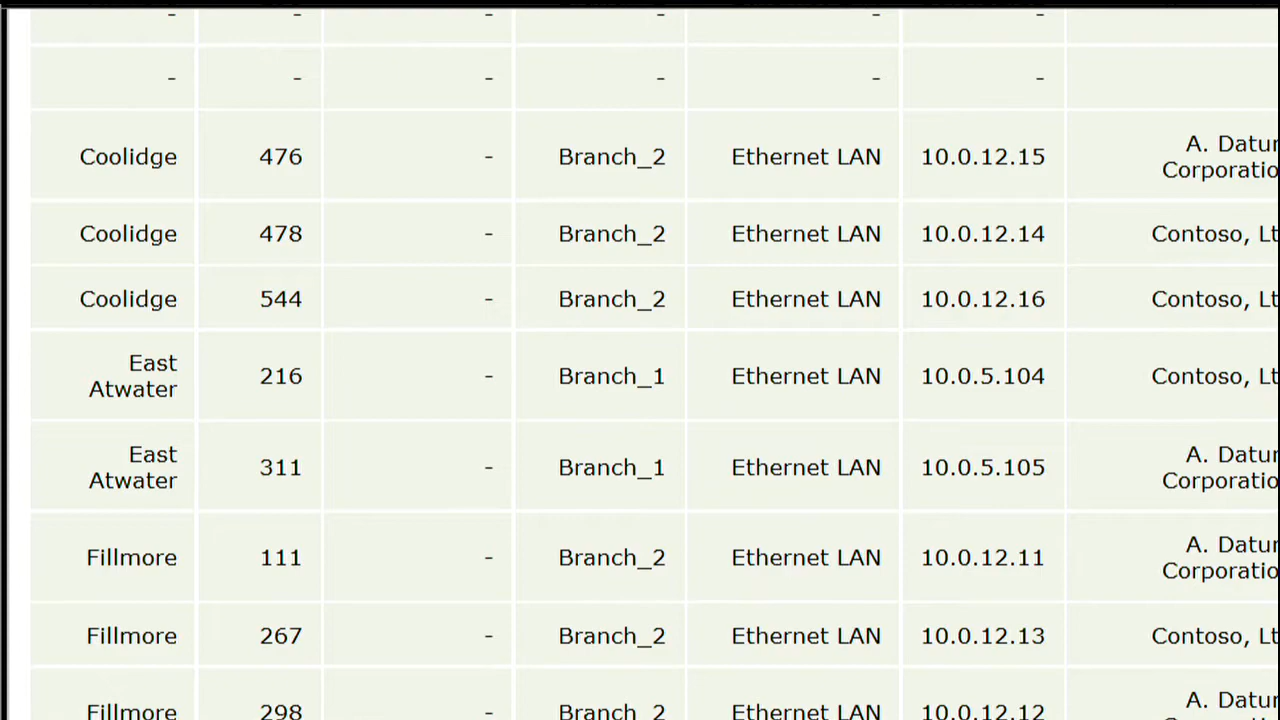 - - - - - -
- - - - - -
Coolidge 476 - Branch_2 Ethernet LAN 10.0.12.15 A. Datur
Corporatio
Coolidge 478 - Branch_2 Ethernet LAN 10.0.12.14 Contoso, Lt
Coolidge 544 - Branch_2 Ethernet LAN 10.0.12.16 Contoso, Lt
East
Atwater 216 - Branch_1 Ethernet LAN 10.0.5.104 Contoso, Lt
East
Atwater 311 - Branch_1 Ethernet LAN 10.0.5.105 A. Datur
Corporatio
Fillmore 111 - Branch_2 Ethernet LAN 10.0.12.11 A. Datur
Corporatio
Fillmore 267 - Branch_2 Ethernet LAN 10.0.12.13 Contoso, Lt
Fillmore 298 - Branch_2 Ethernet LAN 10.0.12.12 A. Datur